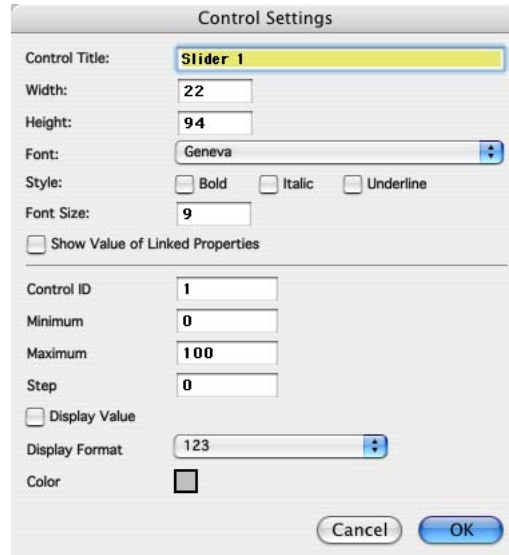 Control Settings
Control Title: Slider 1
Width: 22
Height: 94
Font: Geneva
Style: Bold Italic Underline
Font Size: 9
Show Value of Linked Properties
Control ID 1
Minimum 0
Maximum 100
Step 0
Display Value
Display Format 123
Color
Cancel OK